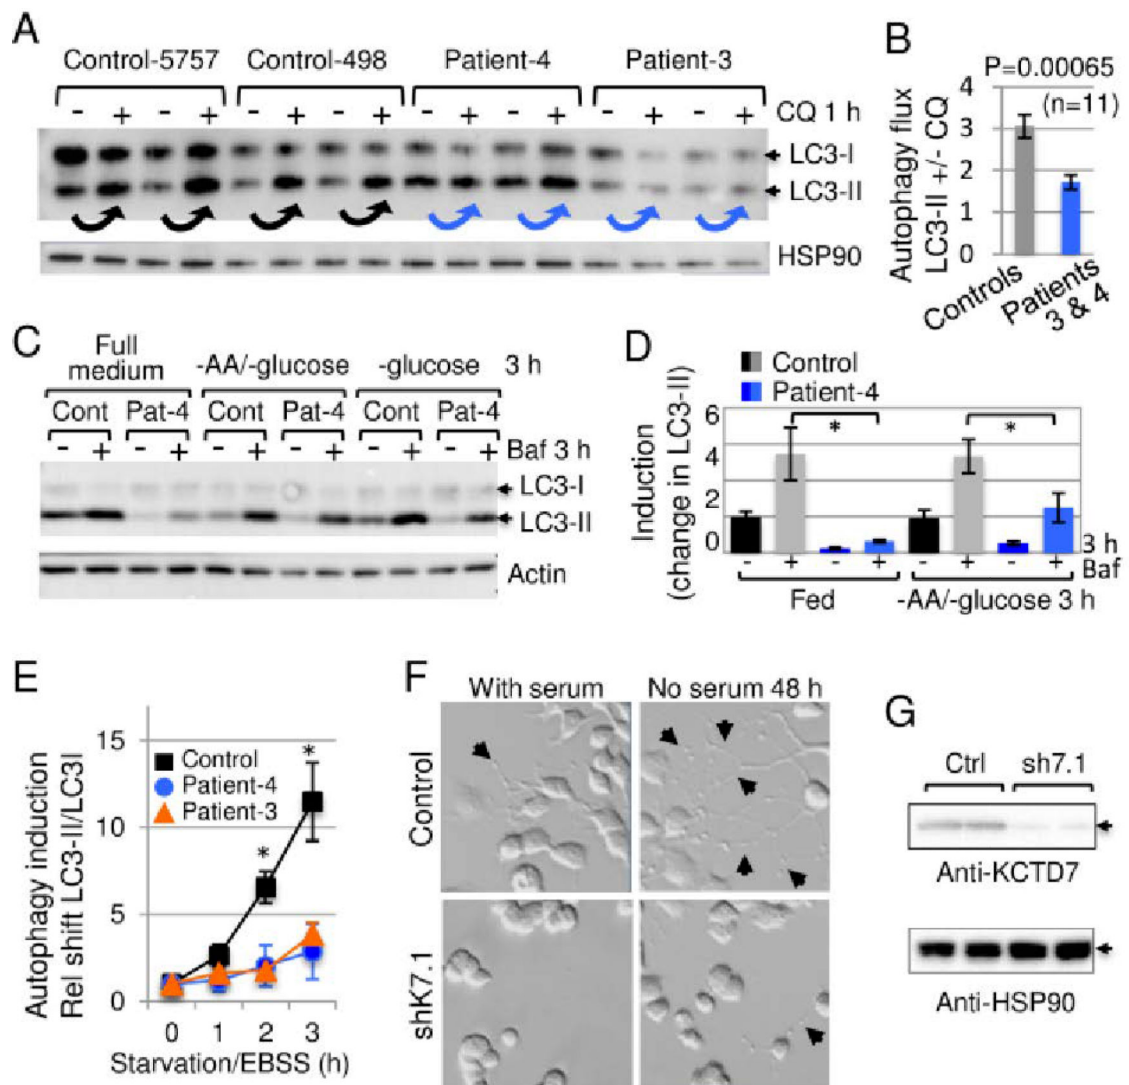 A
Control-5757 Control-498 Patient-4 Patient-3
- + - + - + - + - + - + - + - + CQ 1 h
LC3-I
LC3-II
HSP90
B
P=0.00065
(n=11)
Autophagy flux
LC3-II +/- CQ
4
3
2
1
0
Controls
Patients
3 & 4
C
Full
medium
-AA/-glucose -glucose 3 h
Cont Pat-4 Cont Pat-4 Cont Pat-4
- + - + - + - + - + - + Baf 3 h
LC3-I
LC3-II
Actin
D
Control
Patient-4
Induction
(change in LC3-II)
6
4
2
0
* *
3 h
- + - + - + - + Baf
Fed -AA/-glucose 3 h
E
Autophagy induction
Rel shift LC3-II/LC3I
15
10
5
0
Control
Patient-4
Patient-3
* *
0 1 2 3
Starvation/EBSS (h)
F
With serum No serum 48 h
Control
shK7.1
G
Ctrl sh7.1
Anti-KCTD7
Anti-HSP90